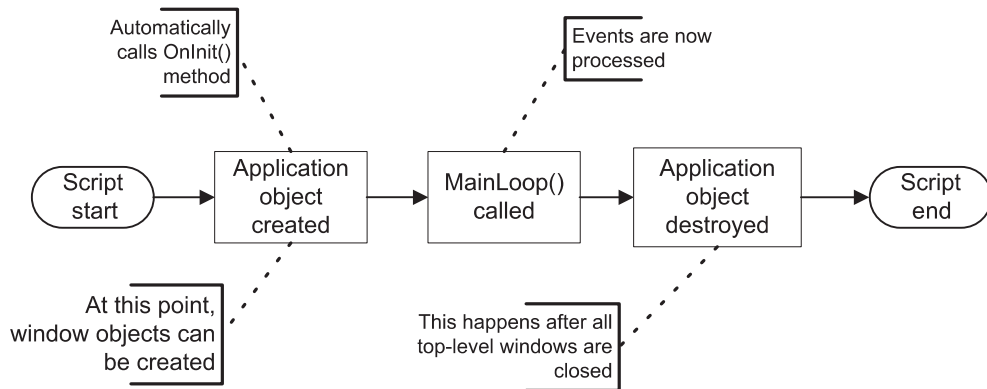 Automatically
calls OnInit()
method
Events are now
processed
Script
start
Application
object
created
MainLoop()
called
Application
object
destroyed
Script
end
At this point,
window objects can
be created
This happens after all
top-level windows are
closed